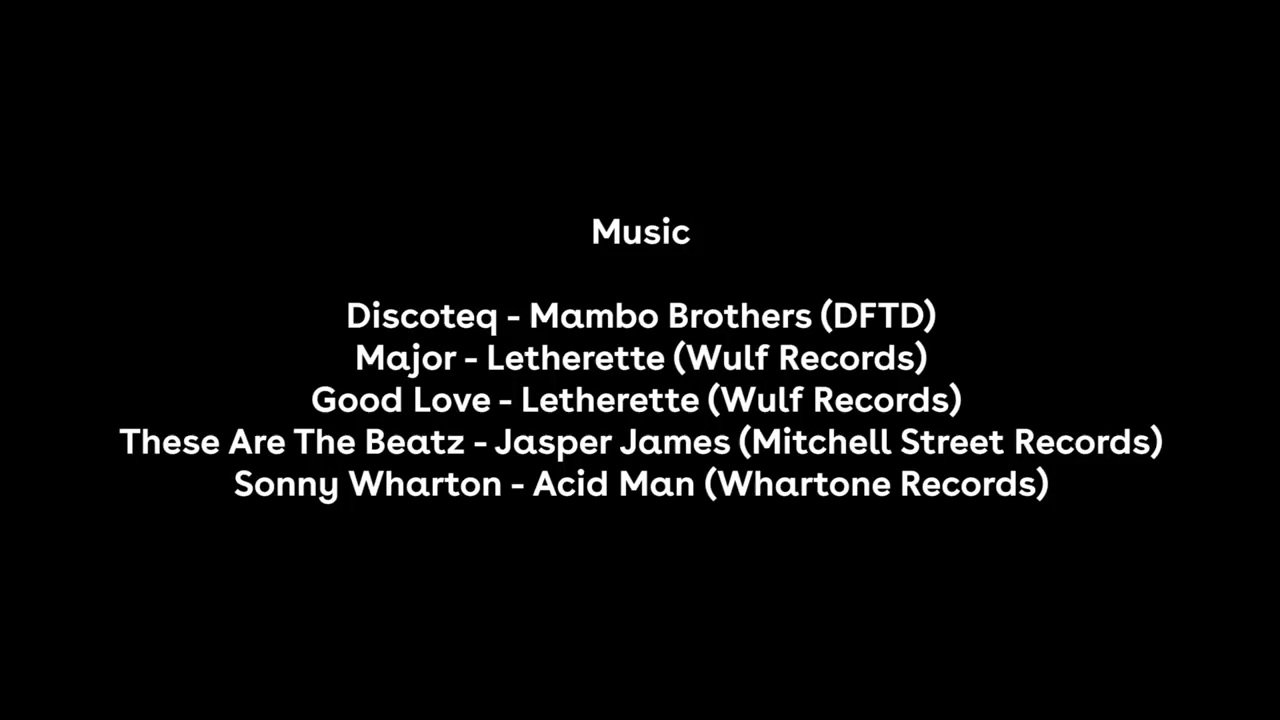 Music
Discoteq - Mambo Brothers (DFTD)
Major - Letherette (Wulf Records)
Good Love - Letherette (Wulf Records)
These Are The Beatz - Jasper James (Mitchell Street Records)
Sonny Wharton - Acid Man (Whartone Records)